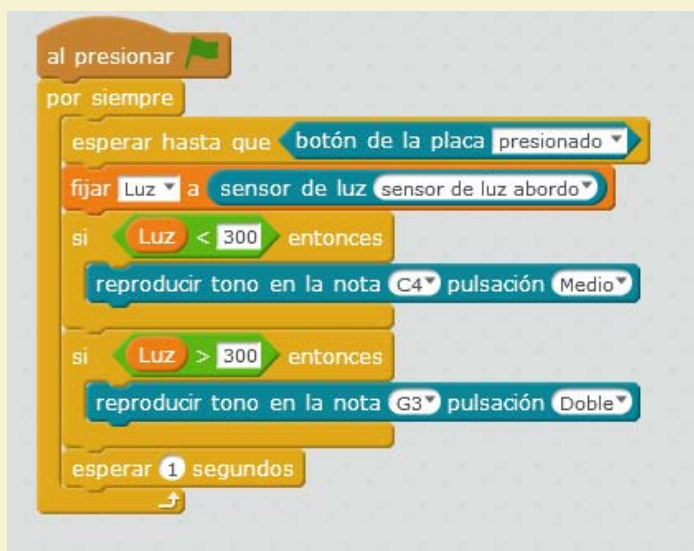 al presionar
por siempre
esperar hasta que botón de la placa presionado
fijar Luz a sensor de luz sensor de luz abordo
si Luz < 300 entonces
reproducir tono en la nota C4 pulsación Medio
si Luz > 300 entonces
reproducir tono en la nota G3 pulsación Doble
esperar 1 segundos